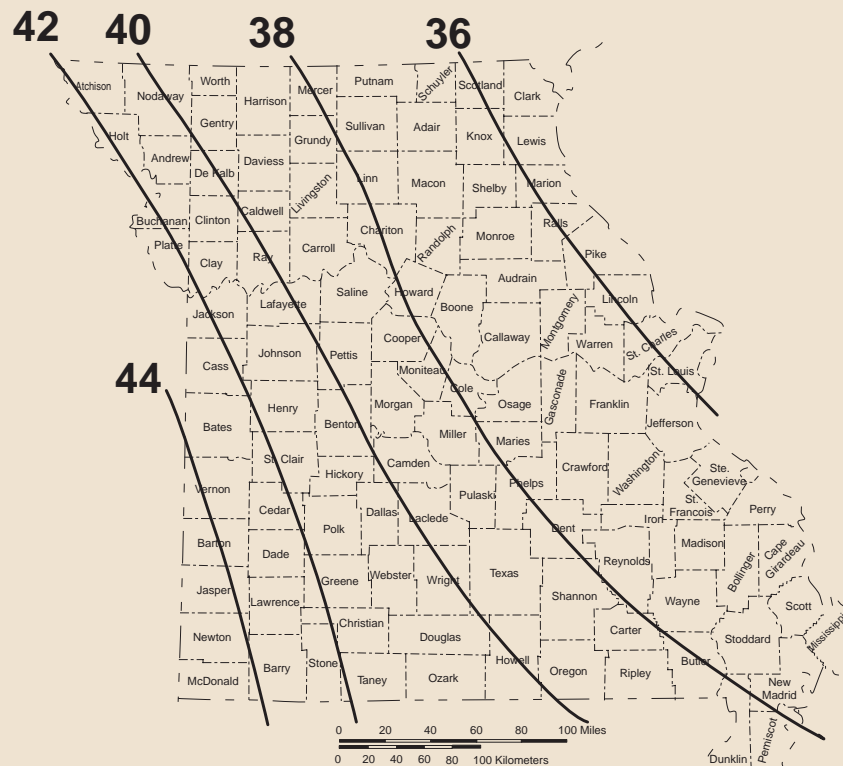 42 40 38 36
Atchison Nodaway Worth Harrison Mercer Putnam Schuyler Scotland Clark
Holt Gentry Grundy Sullivan Adair Knox Lewis
Andrew De Kalb Daviess Livingston Linn Macon Shelby Marion
Buchanan Clinton Caldwell Chariton Randolph Monroe Ralls
Platte Clay Ray Carroll Audrain Pike
Jackson Lafayette Saline Howard Boone Montgomery Lincoln
Cass Johnson Pettis Cooper Callaway Warren St. Charles
44
Moniteau Cole St. Louis
Bates Henry Benton Morgan Osage Gasconade Franklin Jefferson
Miller Maries
Vernon St. Clair Hickory Camden Crawford Washington Ste.
Genevieve
Cedar Dallas Laclede Pulaski Phelps St.
Francois Perry
Barton Polk Dent Iron Madison
Dade Bollinger Cape
Girardeau
Jasper Greene Webster Wright Texas Reynolds
Lawrence Shannon Wayne Scott
Newton Christian Douglas Carter Stoddard Mississippi
McDonald Barry Stone Taney Ozark Howell Oregon Ripley Butler New
Madrid
Dunklin Pemiscot
0 20 40 60 80 100 Miles
0 20 40 60 80 100 Kilometers